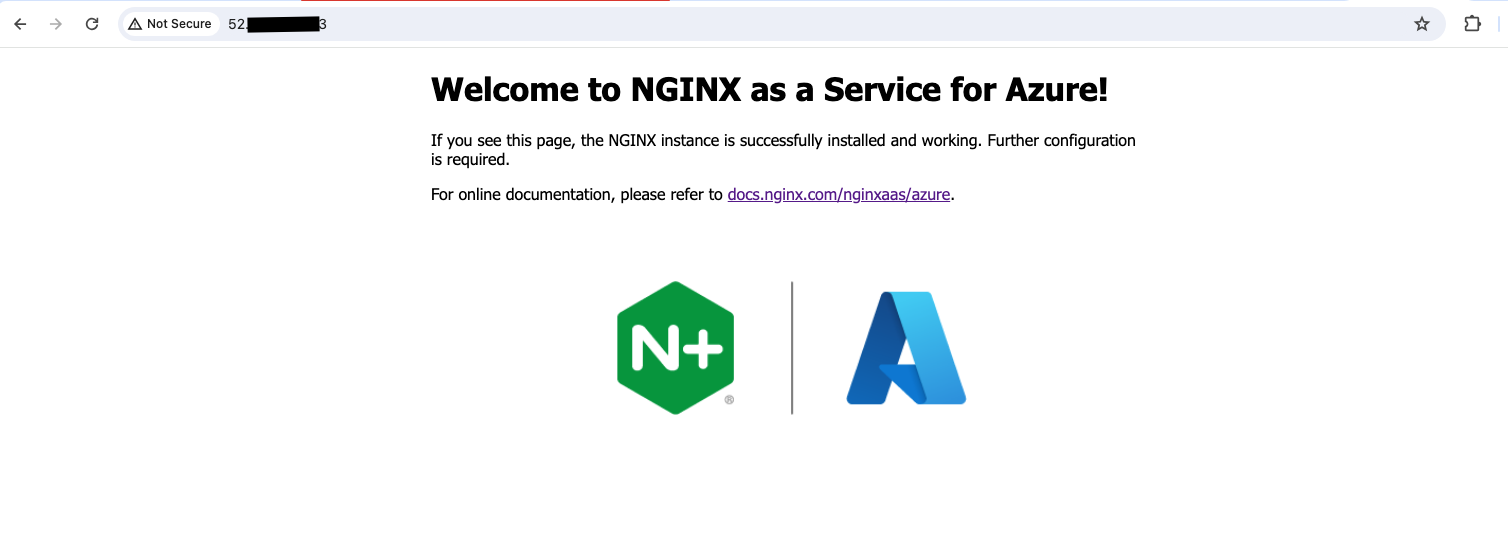 Not Secure 52. 3
Welcome to NGINX as a Service for Azure!
If you see this page, the NGINX instance is successfully installed and working. Further configuration
is required.
For online documentation, please refer to docs.nginx.com/nginxaas/azure.
N+
®